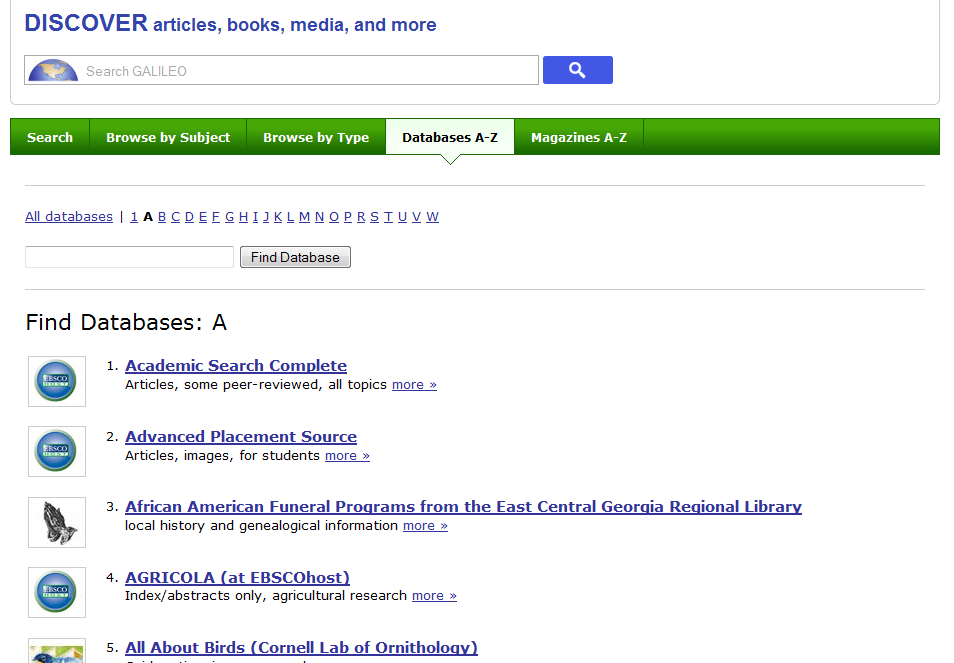 DISCOVER articles, books, media, and more
Search GALILEO
Search Browse by Subject Browse by Type Databases A-Z Magazines A-Z
All databases | 1 A B C D E F G H I J K L M N O P R S T U V W
Find Database
Find Databases: A
EBSCO HOST
1. Academic Search Complete
Articles, some peer-reviewed, all topics more »
EBSCO HOST
2. Advanced Placement Source
Articles, images, for students more »
3. African American Funeral Programs from the East Central Georgia Regional Library
local history and genealogical information more »
EBSCO HOST
4. AGRICOLA (at EBSCOhost)
Index/abstracts only, agricultural research more »
5. All About Birds (Cornell Lab of Ornithology)